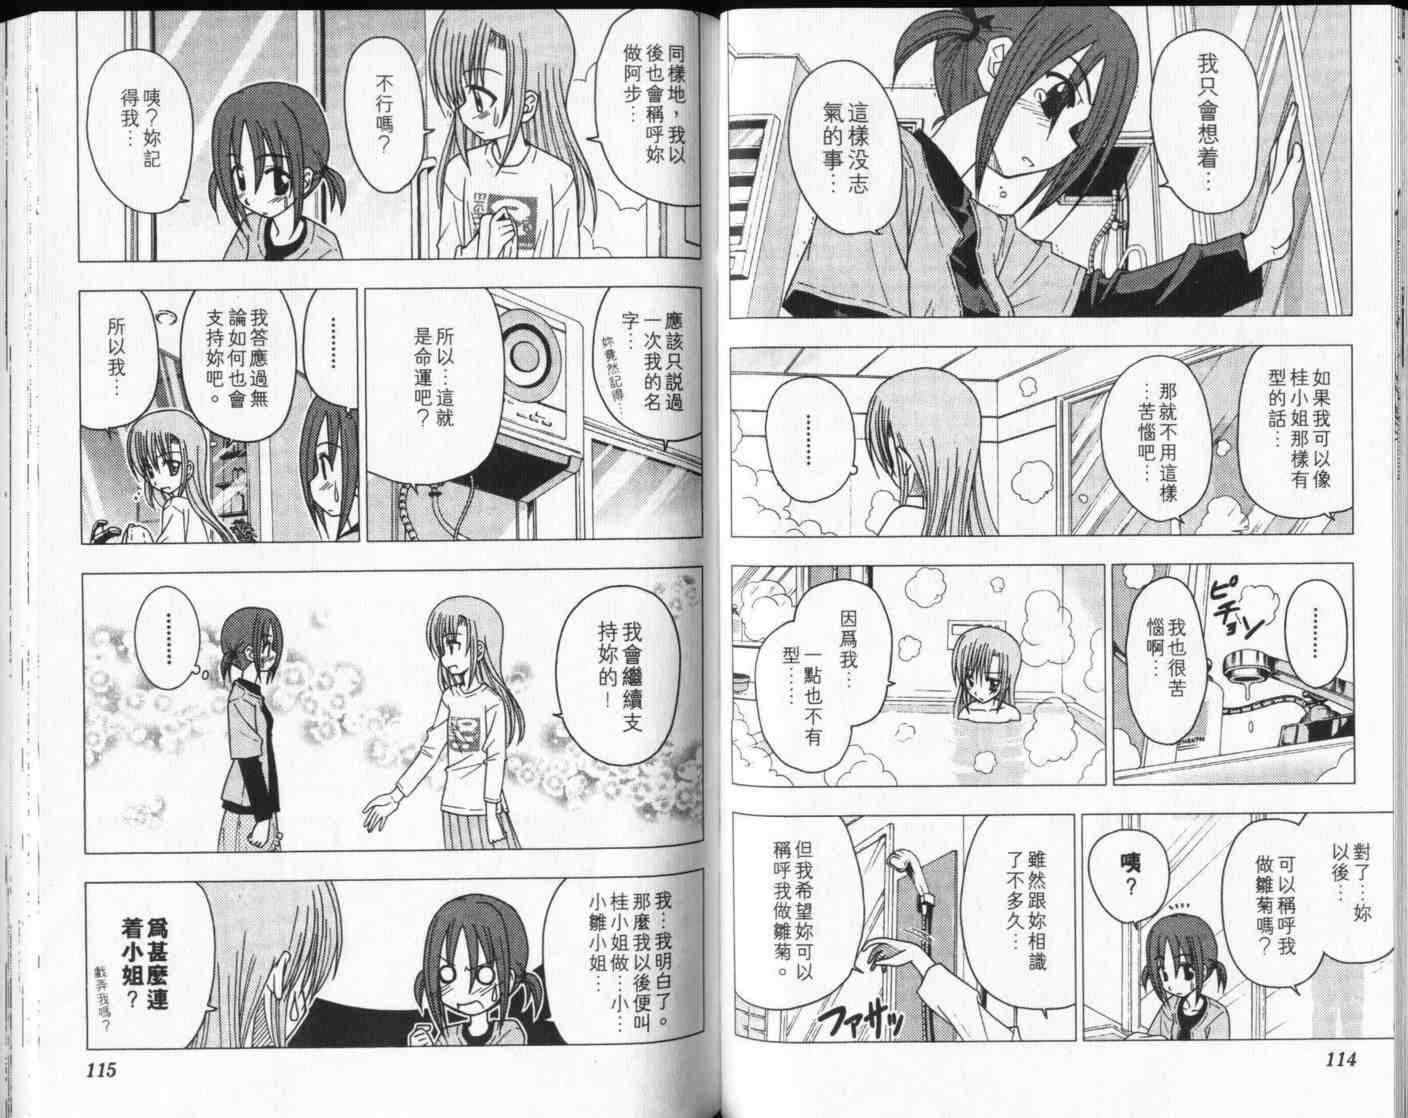 我只會想着…
這樣没志
氣的事…
如果我可以像
桂小姐那樣有
型的話…
那就不用這樣
苦惱吧…
………
………
我也很苦
惱啊…
ピチョン
因爲我…
一點也不有
型……
對了…妳
以後…
可以稱呼我
做雛菊嗎？
咦？
雖然跟妳相識
了不多久…
但我希望妳可以
稱呼我做雛菊。
ファサッ
114
同樣地，我以
後也會稱呼妳
做阿步…
不行嗎？
咦？妳記
得我…
應該只説過
一次我的名
字…
妳竟然記得…
所以…這就
是命運吧？
………
我答應過無
論如何也會
支持妳吧。
所以我…
我會繼續支
持妳的！
………
我…我明白了。
那麼我以後便叫
桂小姐做…小…
小雛小姐…
爲甚麼連
着小姐？
戲弄我嗎？
115